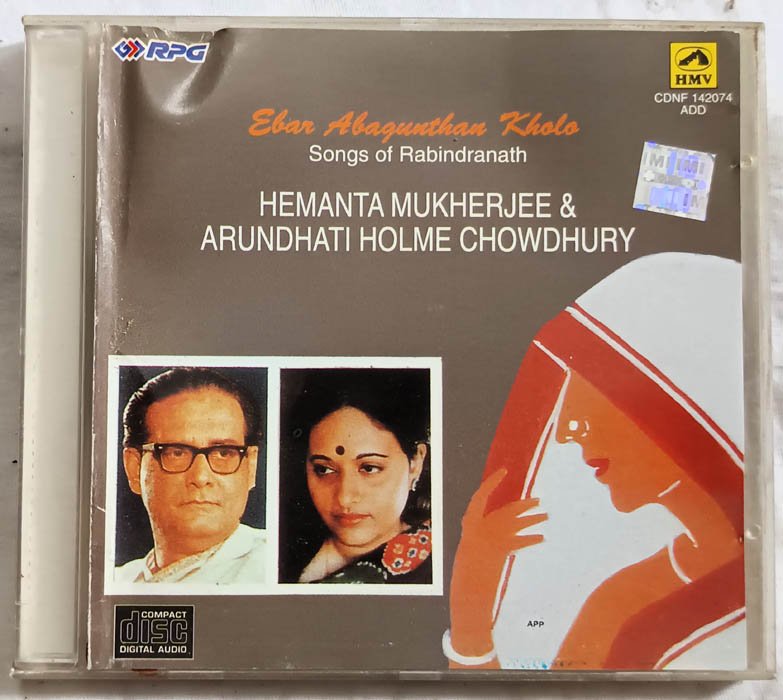 RPG
HMV
CDNF 142074
ADD
Ebar Abagunthan Kholo
Songs of Rabindranath
HEMANTA MUKHERJEE &
ARUNDHATI HOLME CHOWDHURY
APP
COMPACT
disc
DIGITAL AUDIO